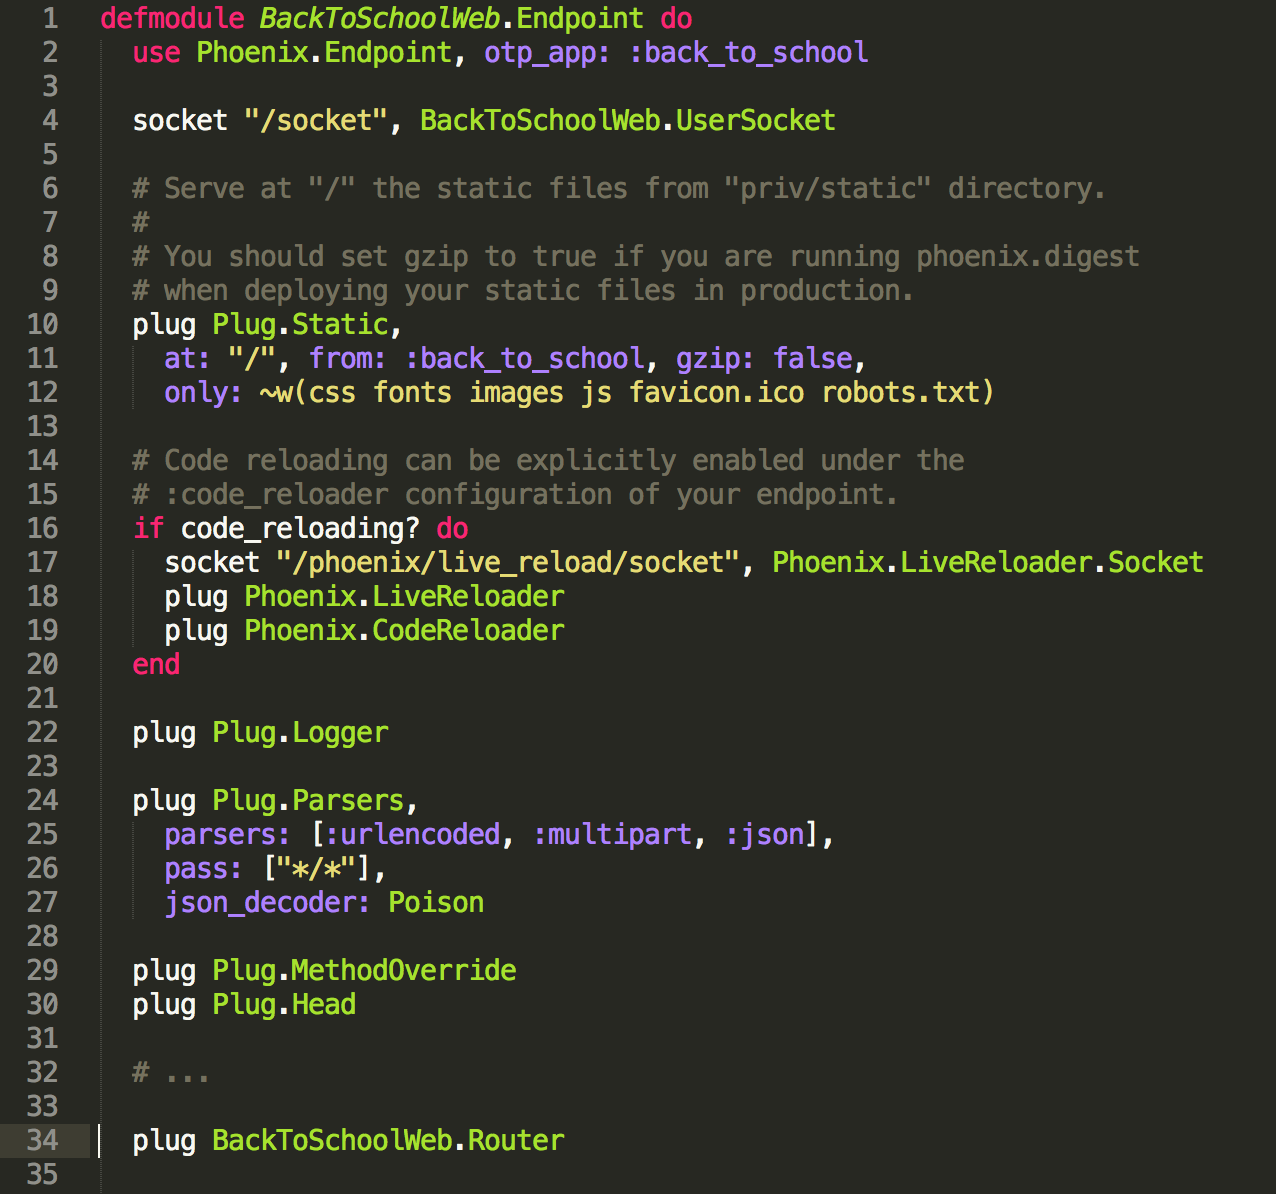 1 defmodule BackToSchoolWeb.Endpoint do
2 use Phoenix.Endpoint, otp_app: :back_to_school
3
4 socket "/socket", BackToSchoolWeb.UserSocket
5
6 # Serve at "/" the static files from "priv/static" directory.
7 #
8 # You should set gzip to true if you are running phoenix.digest
9 # when deploying your static files in production.
10 plug Plug.Static,
11 at: "/", from: :back_to_school, gzip: false,
12 only: ~w(css fonts images js favicon.ico robots.txt)
13
14 # Code reloading can be explicitly enabled under the
15 # :code_reloader configuration of your endpoint.
16 if code_reloading? do
17 socket "/phoenix/live_reload/socket", Phoenix.LiveReloader.Socket
18 plug Phoenix.LiveReloader
19 plug Phoenix.CodeReloader
20 end
21
22 plug Plug.Logger
23
24 plug Plug.Parsers,
25 parsers: [:urlencoded, :multipart, :json],
26 pass: ["*/*"],
27 json_decoder: Poison
28
29 plug Plug.MethodOverride
30 plug Plug.Head
31
32 # ...
33
34 plug BackToSchoolWeb.Router
35